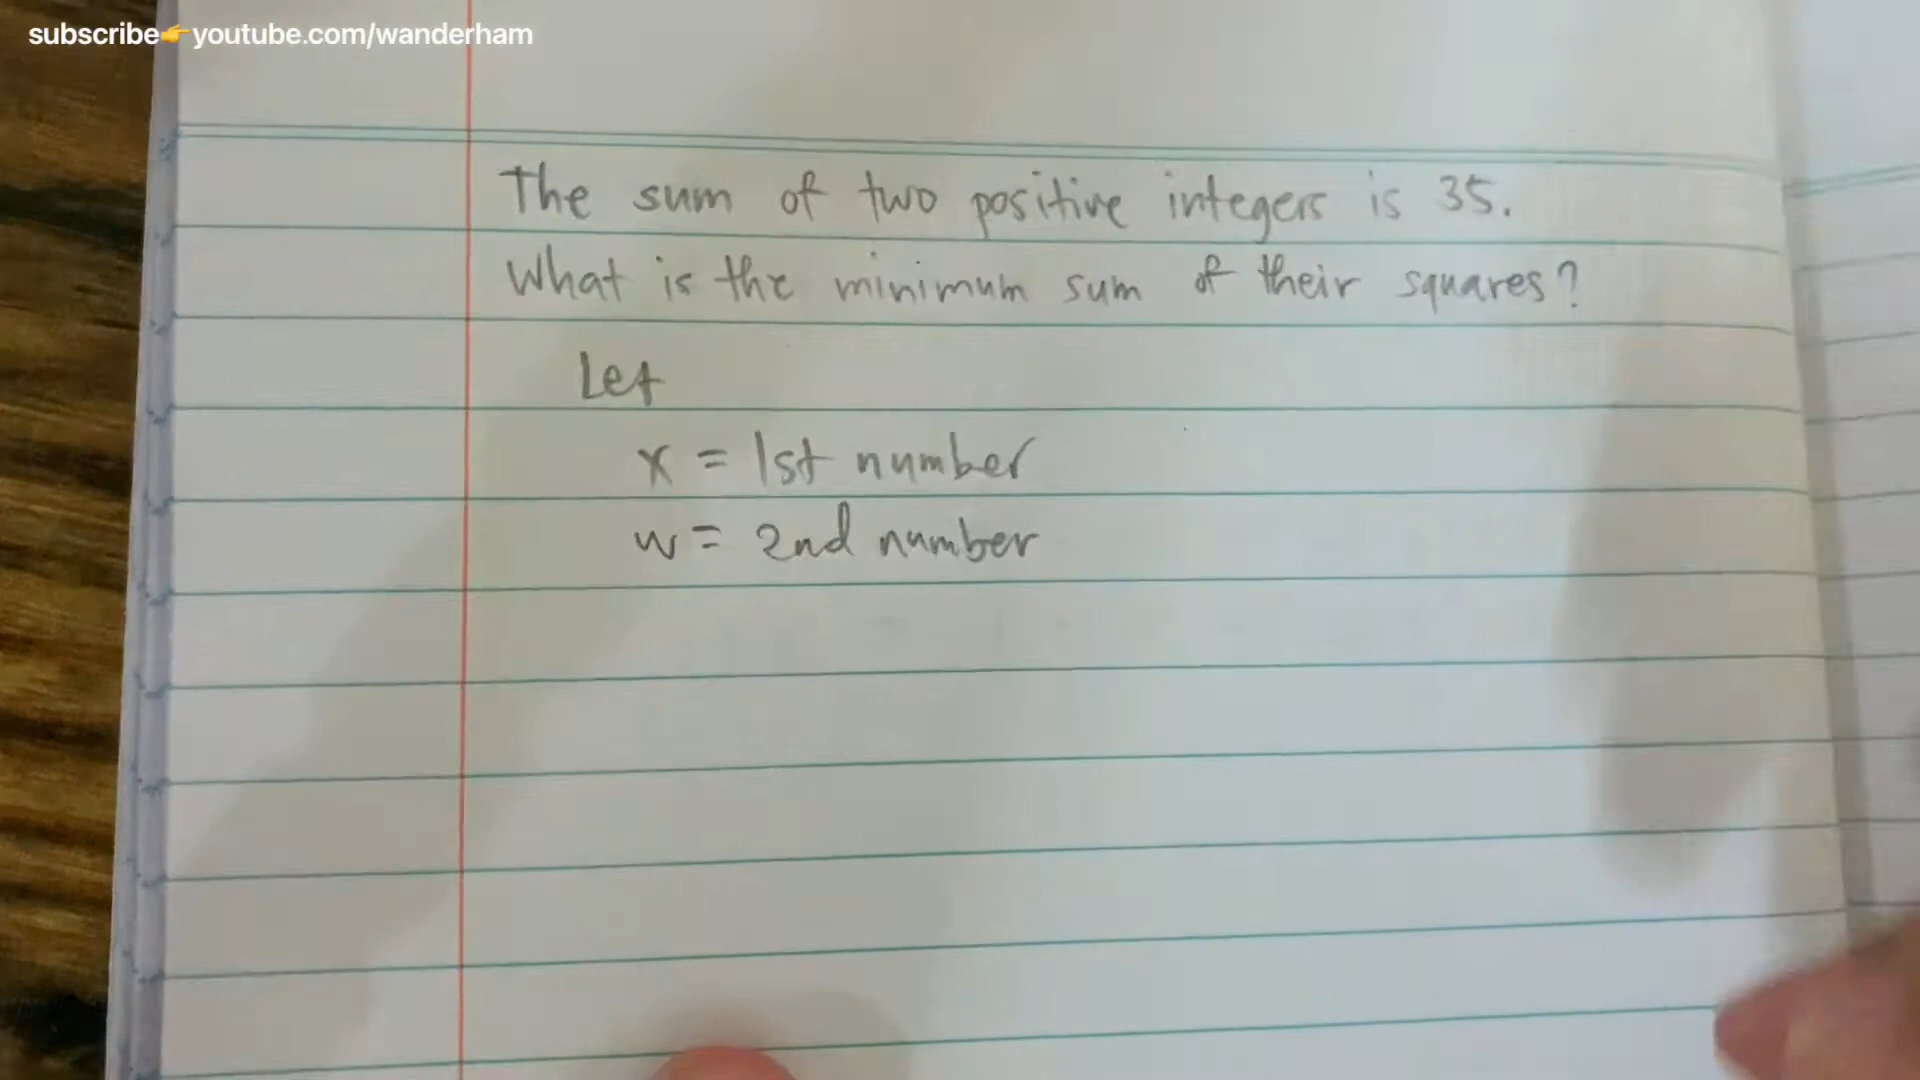 subscribe👉youtube.com/wanderham
The sum of two positive integers is 35.
What is the minimum sum of their squares?
Let
x = 1st number
w = 2nd number